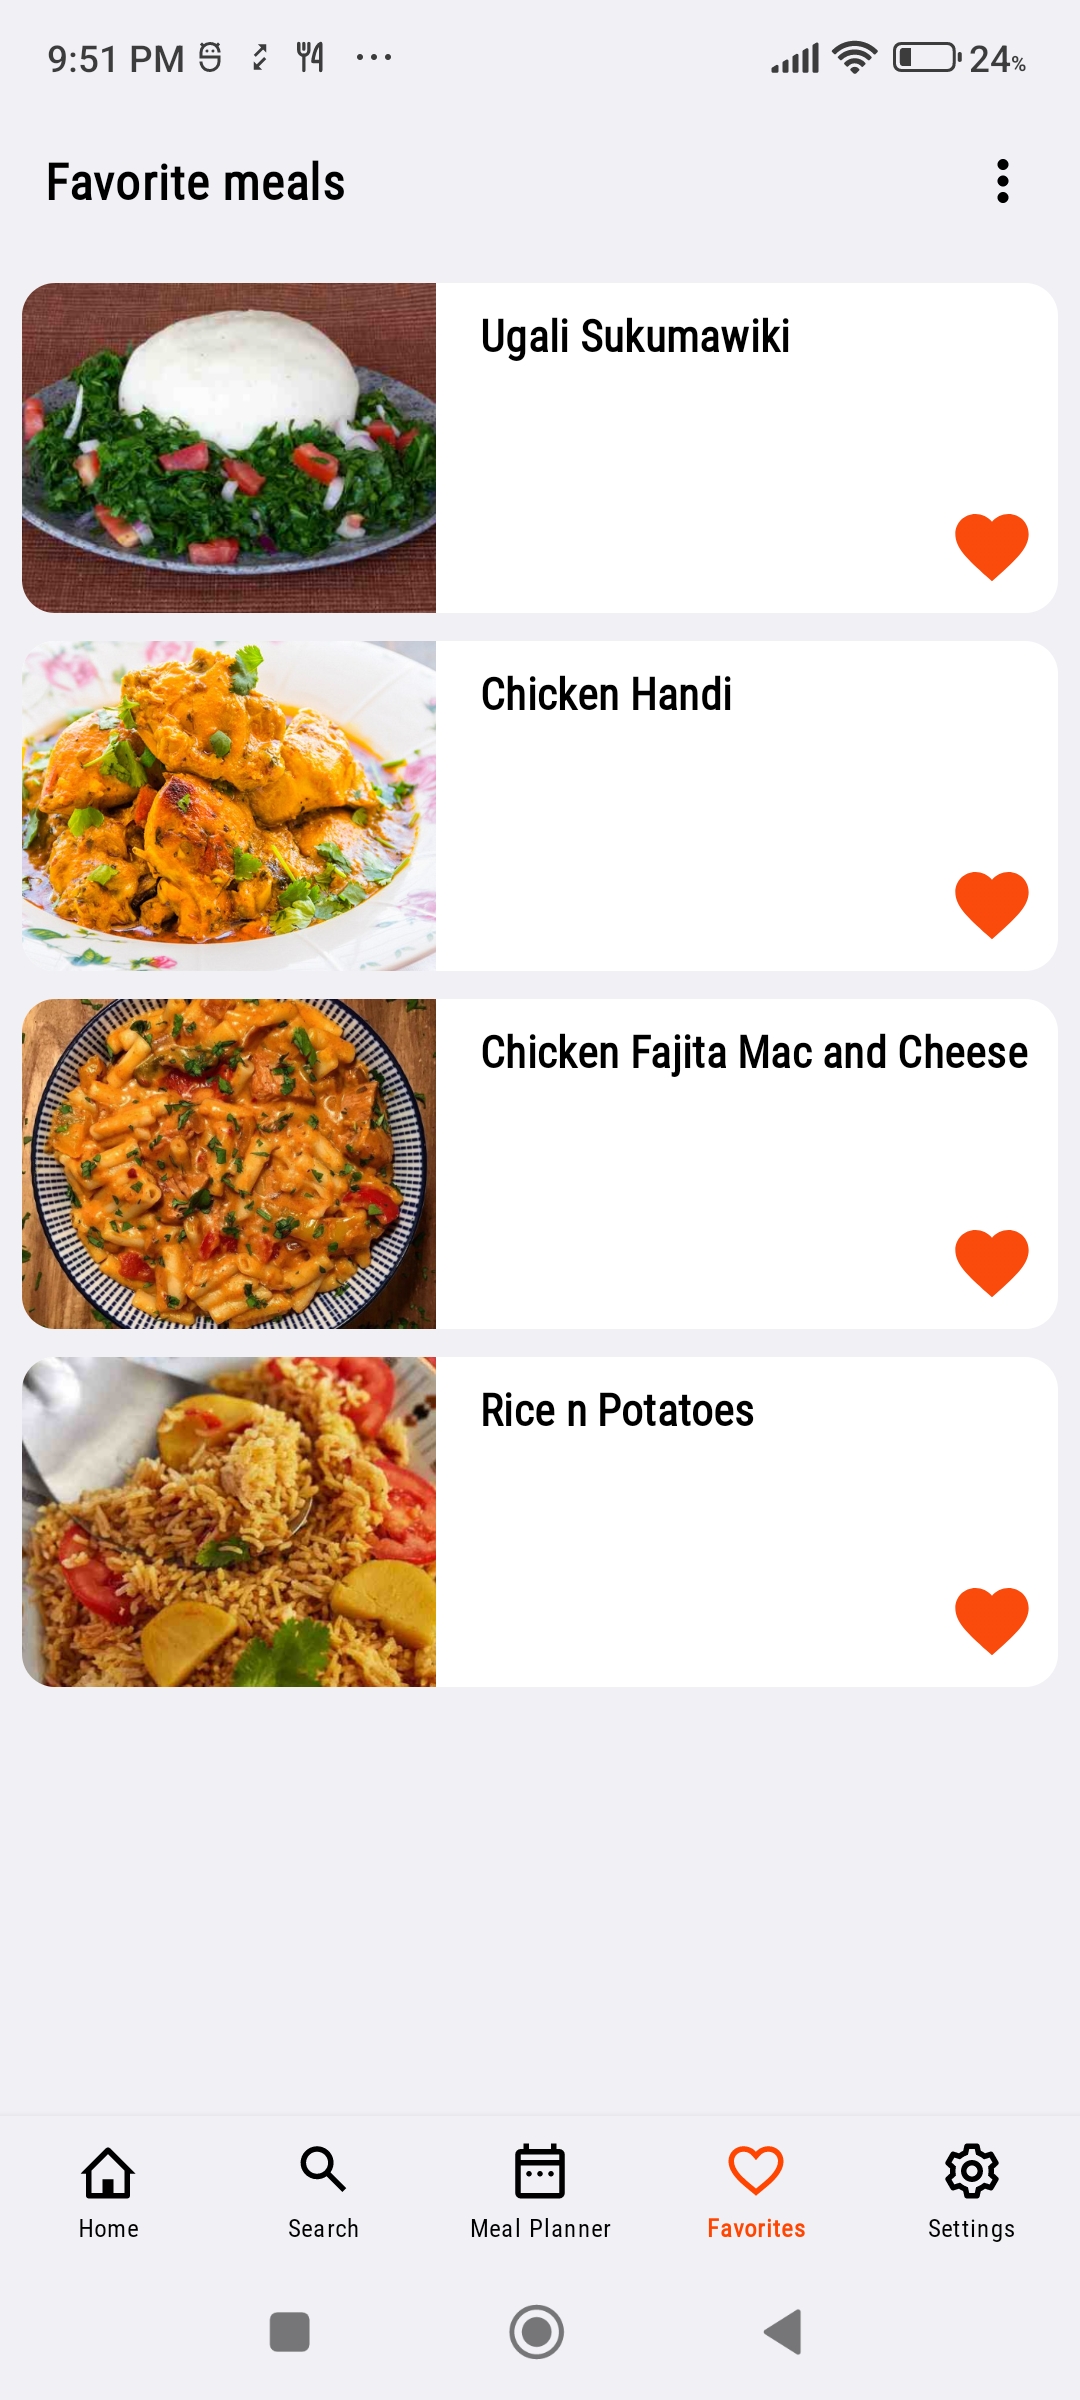 9:51 PM
24%
Favorite meals
Ugali Sukumawiki
Chicken Handi
Chicken Fajita Mac and Cheese
Rice n Potatoes
Home
Search
Meal Planner
Favorites
Settings